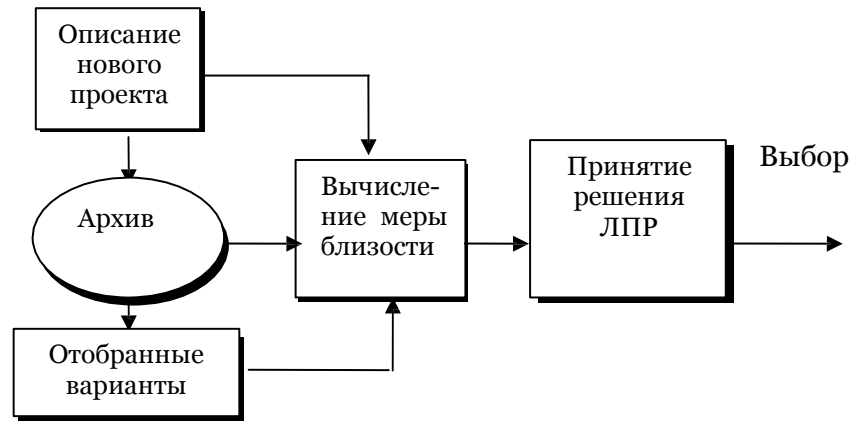 Описание
нового
проекта
Архив
Отобранные
варианты
Вычисле-
ние меры
близости
Принятие
решения
ЛПР
Выбор